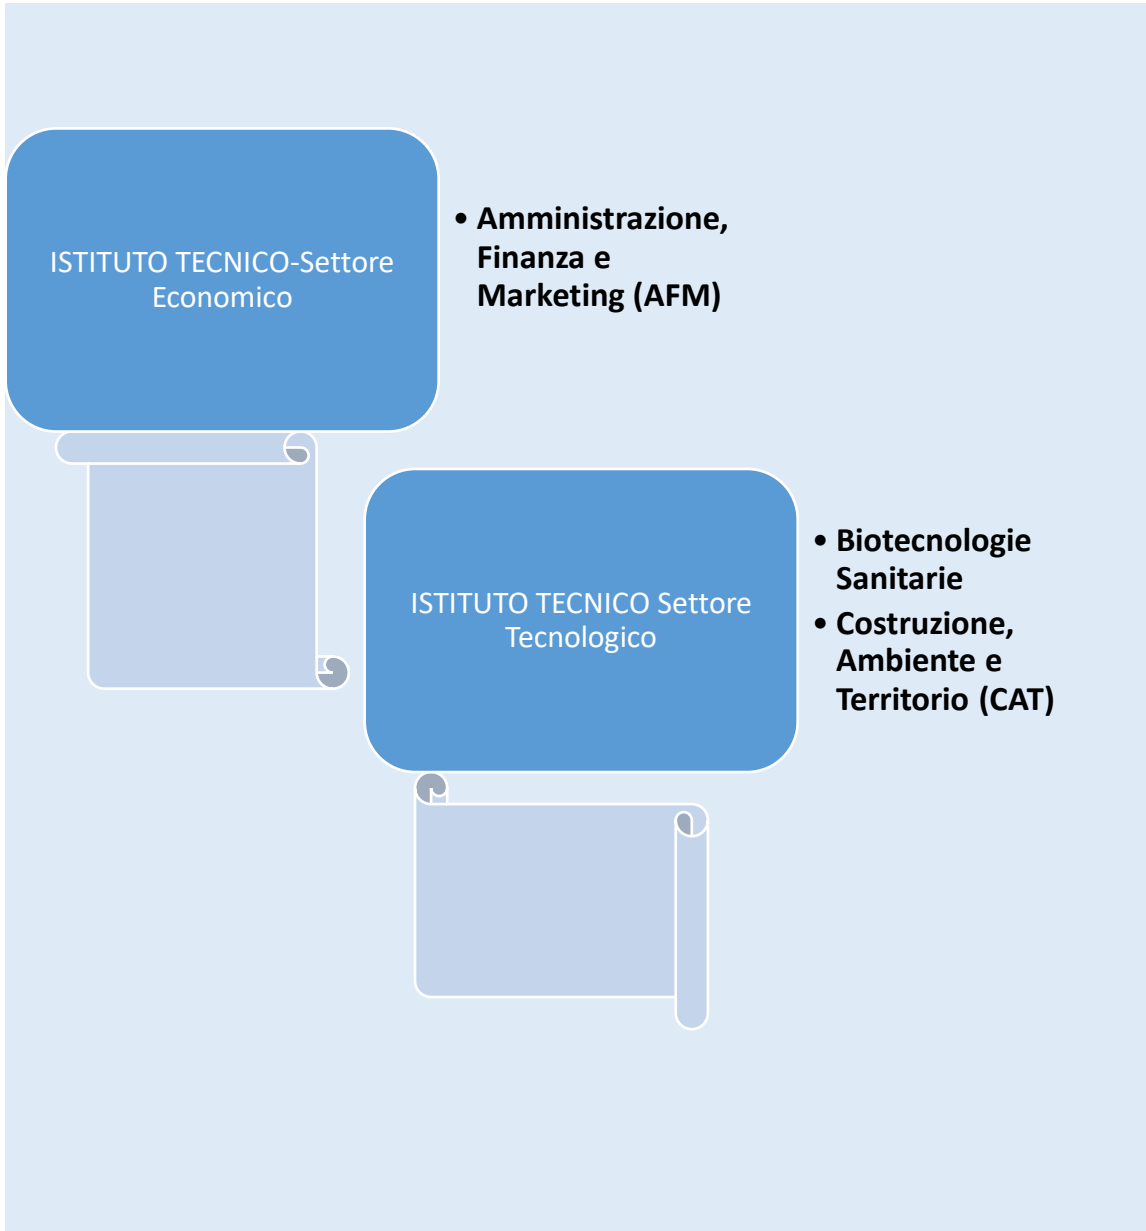 ISTITUTO TECNICO-Settore
Economico
• Amministrazione,
Finanza e
Marketing (AFM)
ISTITUTO TECNICO Settore
Tecnologico
• Biotecnologie
Sanitarie
• Costruzione,
Ambiente e
Territorio (CAT)